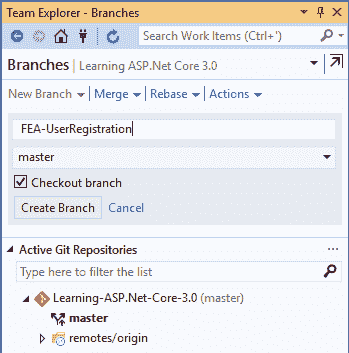 Team Explorer - Branches
Search Work Items (Ctrl+')
Branches | Learning ASP.Net Core 3.0
New Branch | Merge | Rebase | Actions
FEA-UserRegistration
master
Checkout branch
Create Branch Cancel
Active Git Repositories
Type here to filter the list
Learning-ASP.Net-Core-3.0 (master)
master
remotes/origin